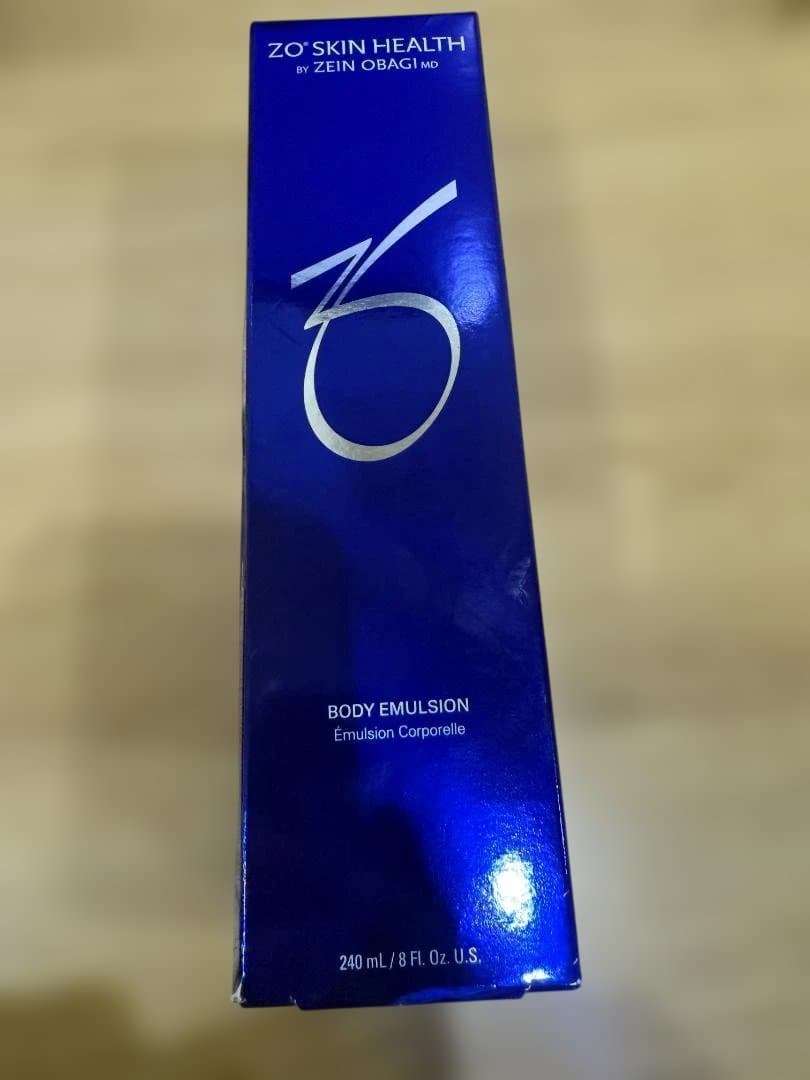 ZO® SKIN HEALTH
BY ZEIN OBAGI MD
BODY EMULSION
Émulsion Corporelle
240 mL / 8 Fl. Oz. U.S.